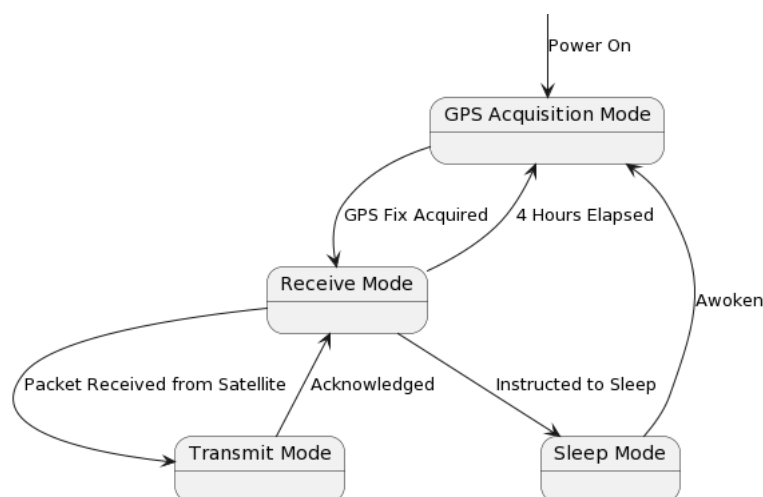 Power On
GPS Acquisition Mode
GPS Fix Acquired
4 Hours Elapsed
Receive Mode
Awoken
Packet Received from Satellite
Acknowledged
Instructed to Sleep
Transmit Mode
Sleep Mode